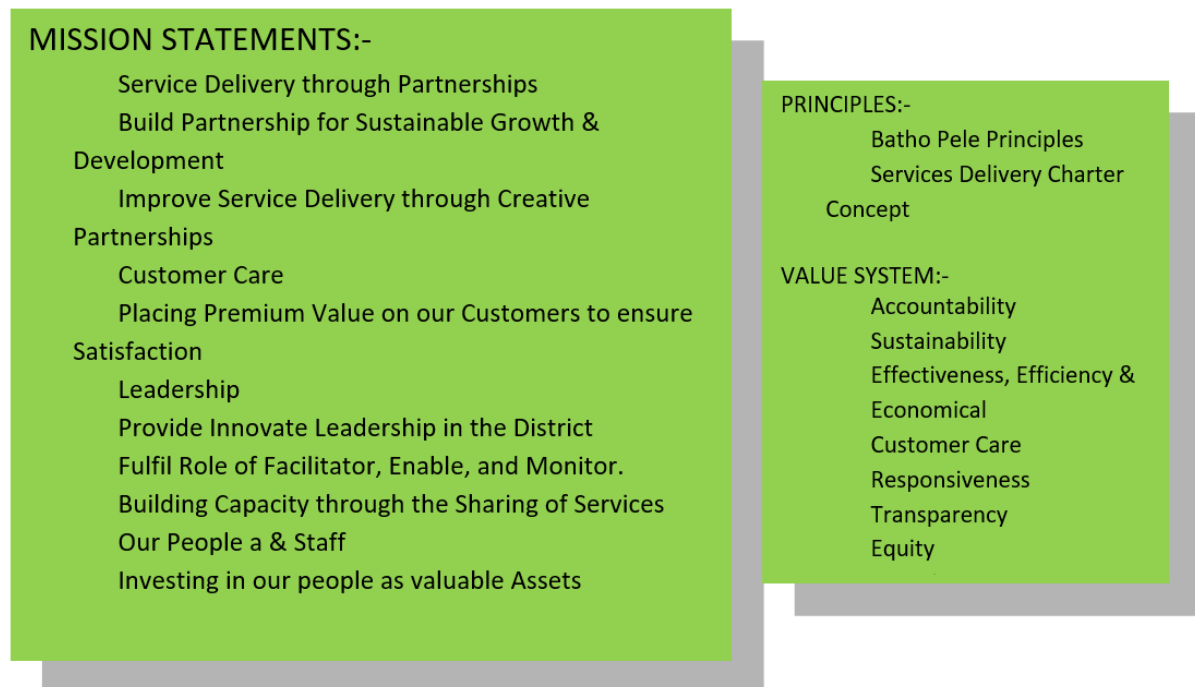 MISSION STATEMENTS:-
Service Delivery through Partnerships
Build Partnership for Sustainable Growth &
Development
Improve Service Delivery through Creative
Partnerships
Customer Care
Placing Premium Value on our Customers to ensure
Satisfaction
Leadership
Provide Innovate Leadership in the District
Fulfil Role of Facilitator, Enable, and Monitor.
Building Capacity through the Sharing of Services
Our People a & Staff
Investing in our people as valuable Assets
PRINCIPLES:-
Batho Pele Principles
Services Delivery Charter
Concept
VALUE SYSTEM:-
Accountability
Sustainability
Effectiveness, Efficiency &
Economical
Customer Care
Responsiveness
Transparency
Equity